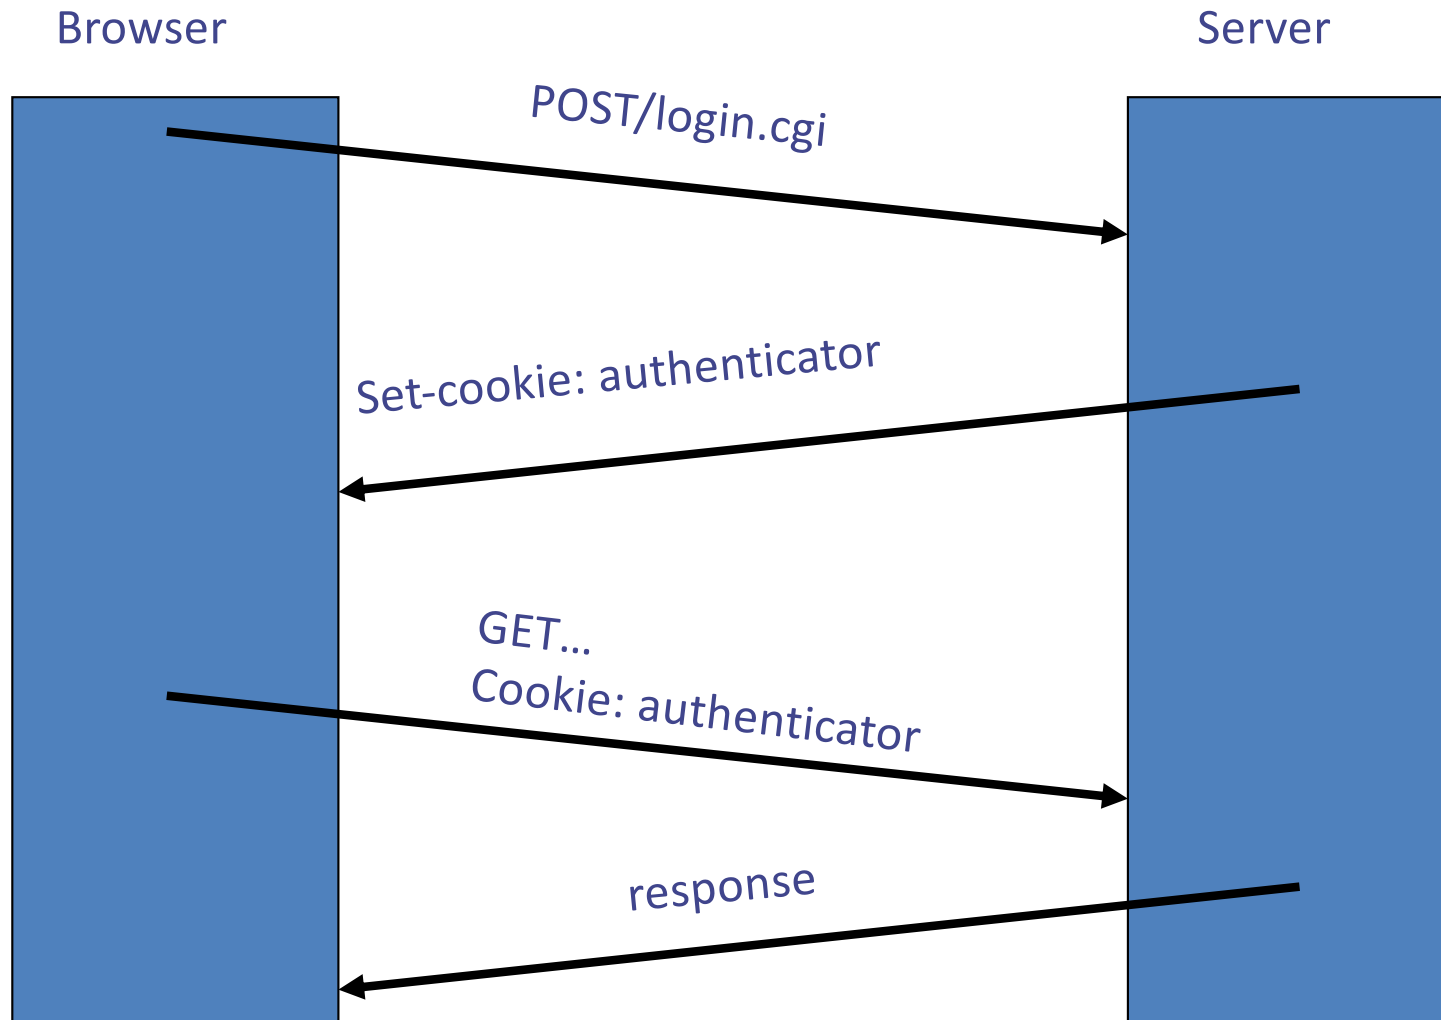 Browser
Server
POST/login.cgi
Set-cookie: authenticator
GET…
Cookie: authenticator
response